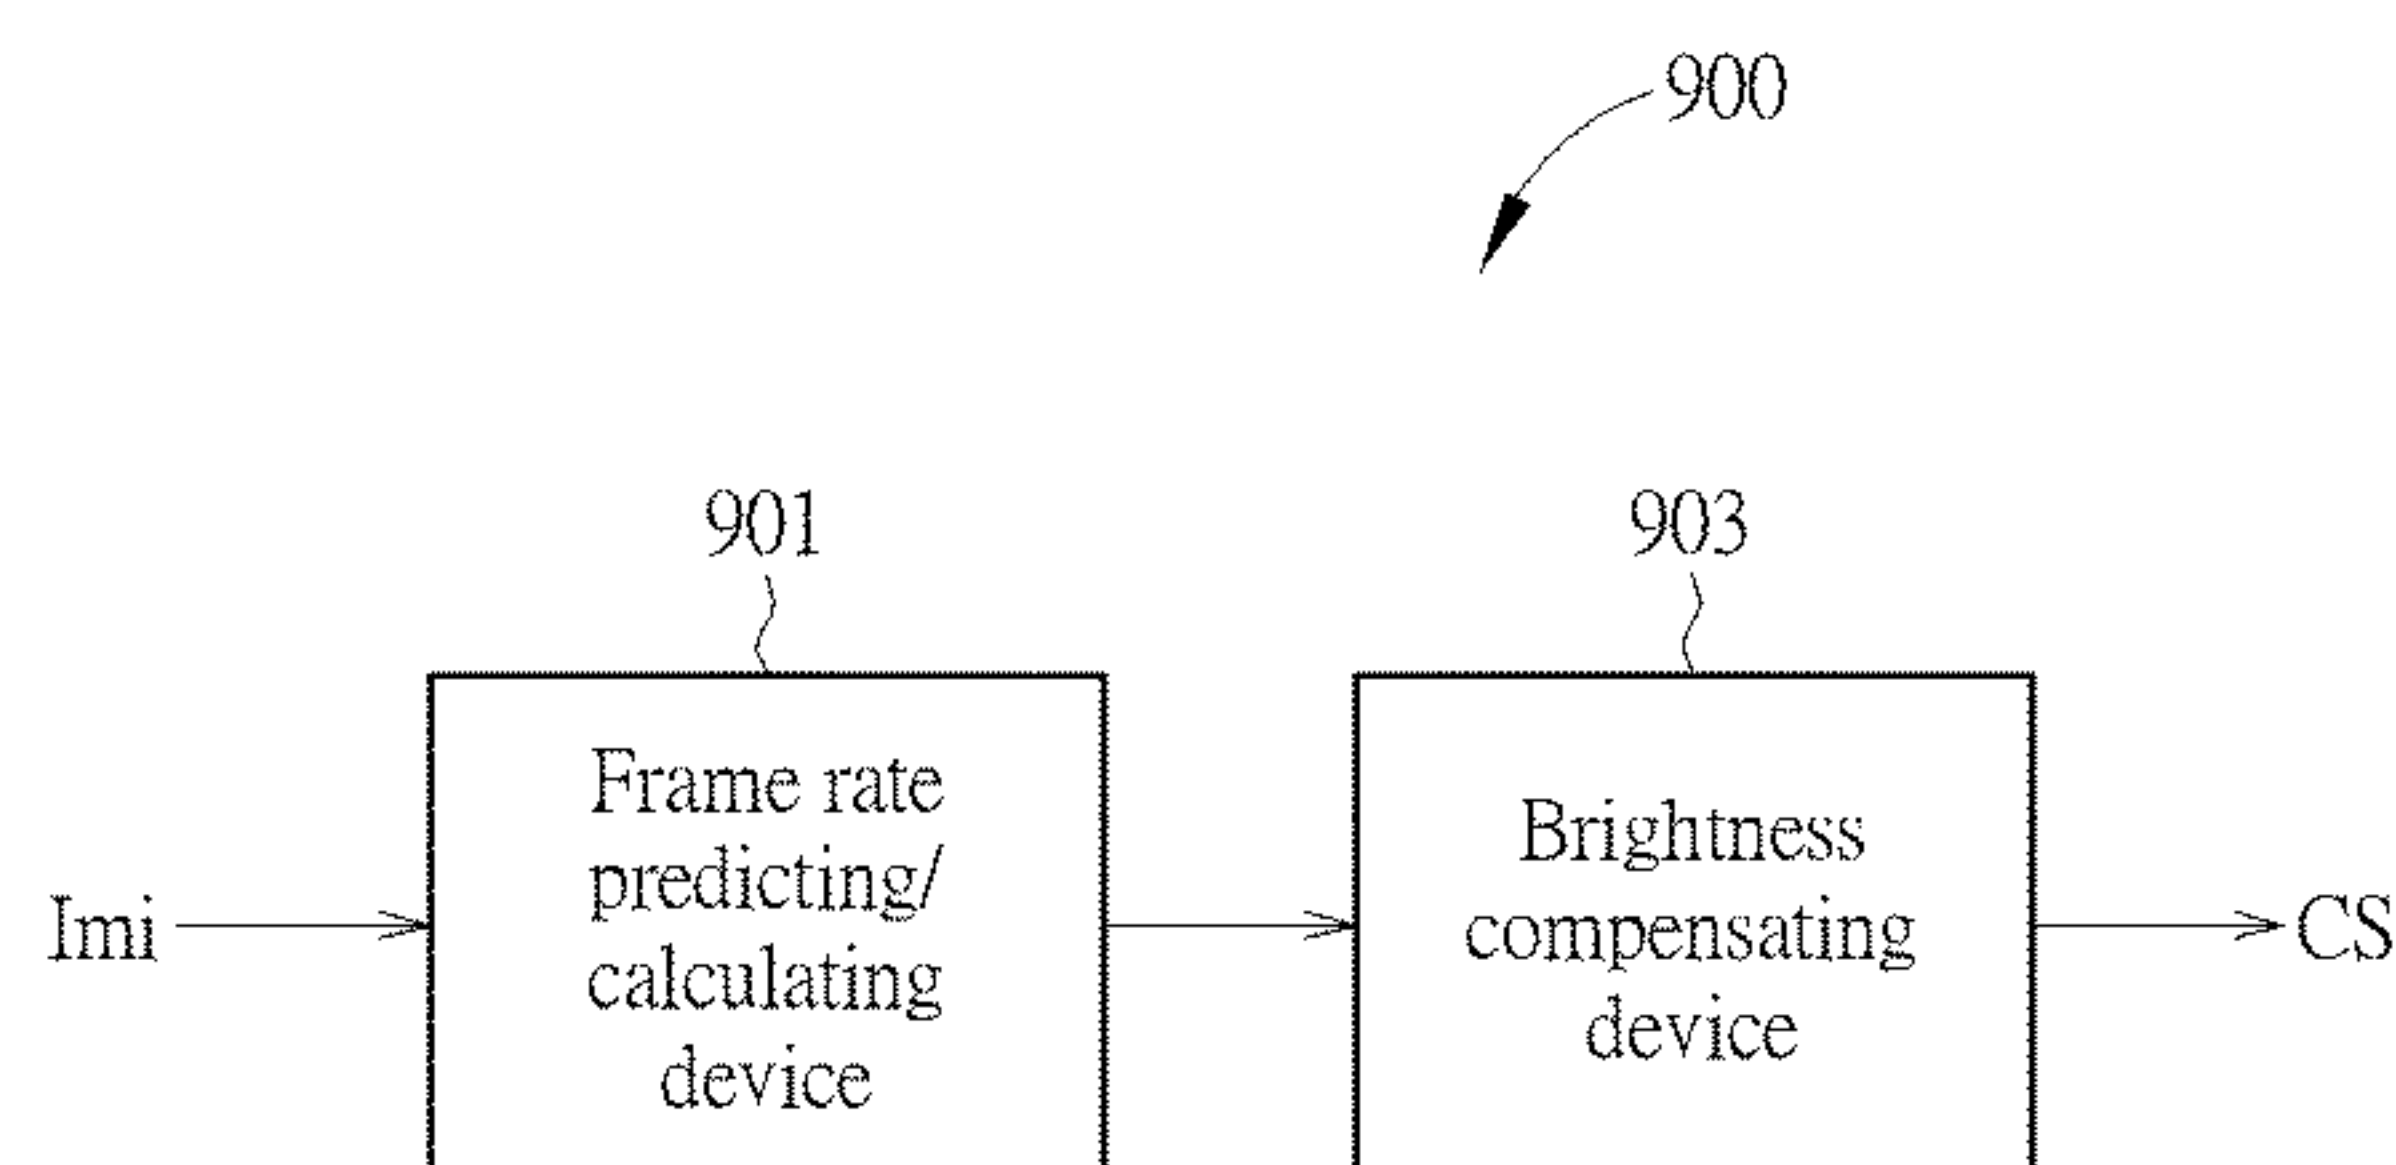 900
901
903
Frame rate
predicting/
calculating
device
Brightness
compensating
device
Imi
CS